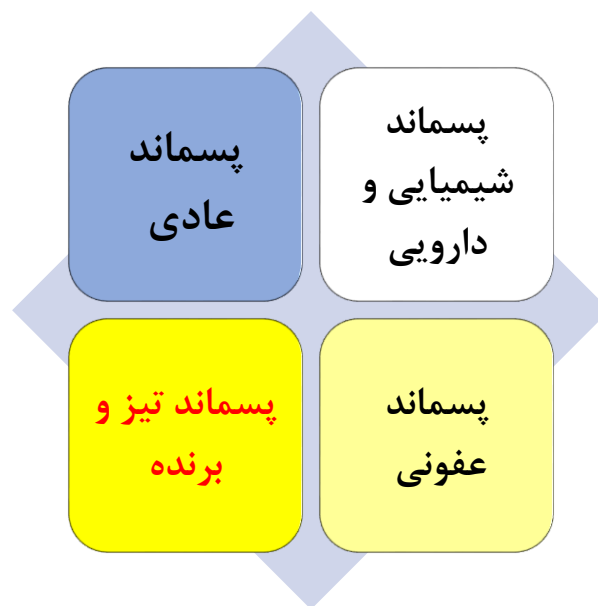 پسماند
شیمیایی و
دارویی
پسماند
عادی
پسماند
عفونی
پسماند تیز و
برنده